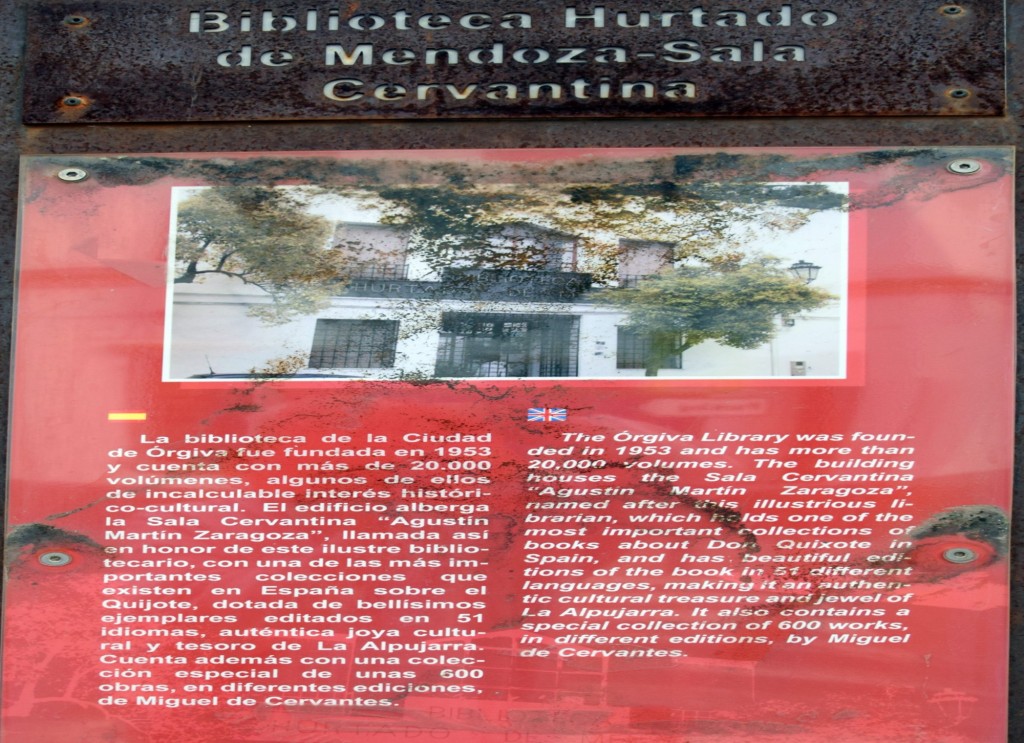 Biblioteca Hurtado
de Mendoza-Sala
Cervantina
HURTA
La biblioteca de la Ciudad
de Órgiva fue fundada en 1953
y cuenta con más de 20.000
volúmenes, algunos de ellos
de incalculable interés históri-
co-cultural. El edificio alberga
la Sala Cervantina “Agustín
Martín Zaragoza”, llamada así
en honor de este ilustre biblio-
tecario, con una de las más im-
portantes colecciones que
existen en España sobre el
Quijote, dotada de bellísimos
ejemplares editados en 51
idiomas, auténtica joya cultu-
ral y tesoro de La Alpujarra.
Cuenta además con una colec-
ción especial de unas 600
obras, en diferentes ediciones,
de Miguel de Cervantes.
The Órgiva Library was foun-
ded in 1953 and has more than
20.000 volumes. The building
houses the Sala Cervantina
“Agustín Martín Zaragoza”,
named after this illustrious li-
brarian, which holds one of the
most important collections of
books about Don Quixote in
Spain, and has beautiful edi-
tions of the book in 51 different
languages, making it an authen-
tic cultural treasure and jewel of
La Alpujarra. It also contains a
special collection of 600 works,
in different editions, by Miguel
de Cervantes.